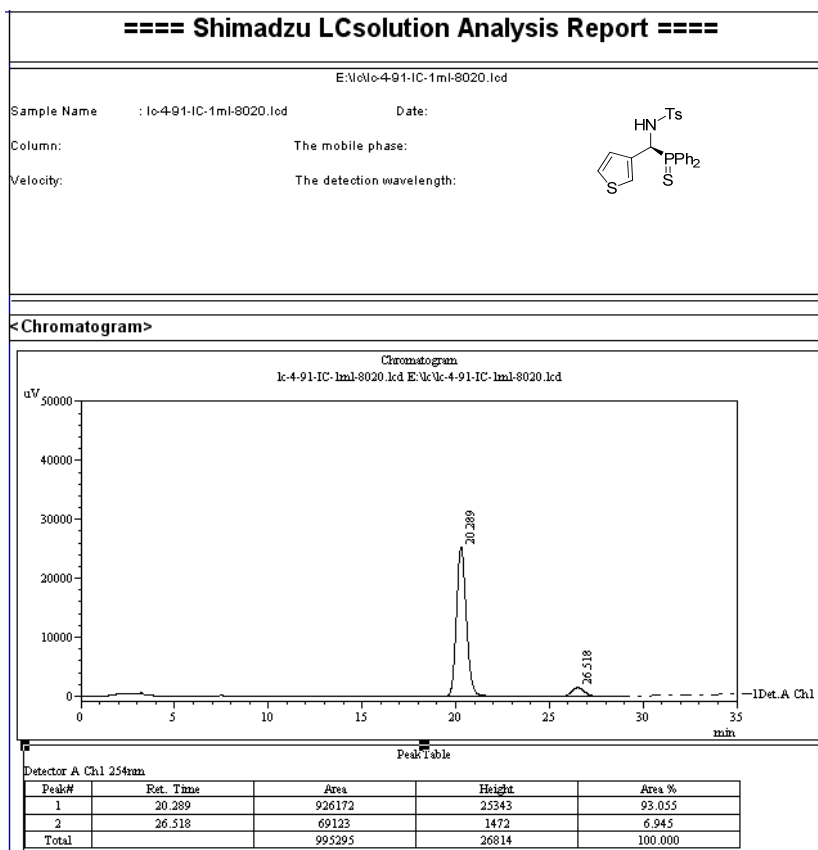 ==== Shimadzu LCsolution Analysis Report ====
E:\lc\lc-4-91-IC-1ml-8020.lcd
Sample Name : lc-4-91-IC-1ml-8020.lcd Date:
Column: The mobile phase:
Velocity: The detection wavelength:
HN Ts
PPh2
S
S
<Chromatogram>
Chromatogram
lc-4-91-IC-1ml-8020.lcd E:\lc\lc-4-91-IC-1ml-8020.lcd
uV
50000
40000
30000
20000
10000
0
20.289
26.518
1Det.A Ch1
0 5 10 15 20 25 30 35
min
PeakTable
Detector A Ch1 254nm
Peak# Ret. Time Area Height Area %
1 20.289 926172 25343 93.055
2 26.518 69123 1472 6.945
Total 995295 26814 100.000